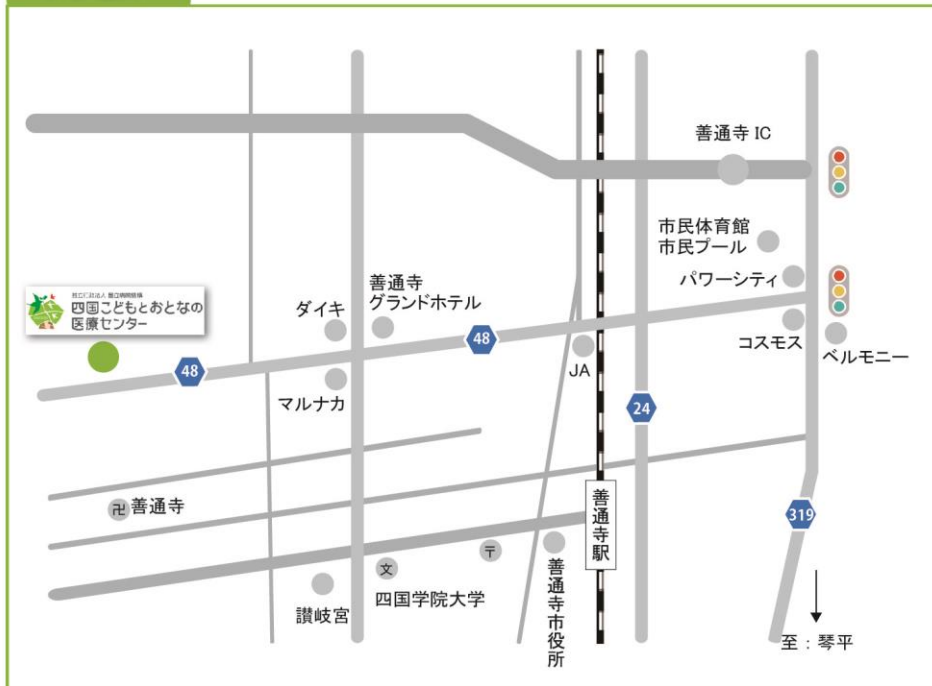 善通寺 IC
市民体育館
市民プール
パワーシティ
独立行政法人 国立病院機構
四国こどもとおとなの
医療センター
ダイキ
善通寺
グランドホテル
48
48
コスモス
ベルモニー
JA
マルナカ
24
卍 善通寺
善通寺駅
319
〒
文
四国学院大学
讃岐宮
善通寺市役所
至：琴平